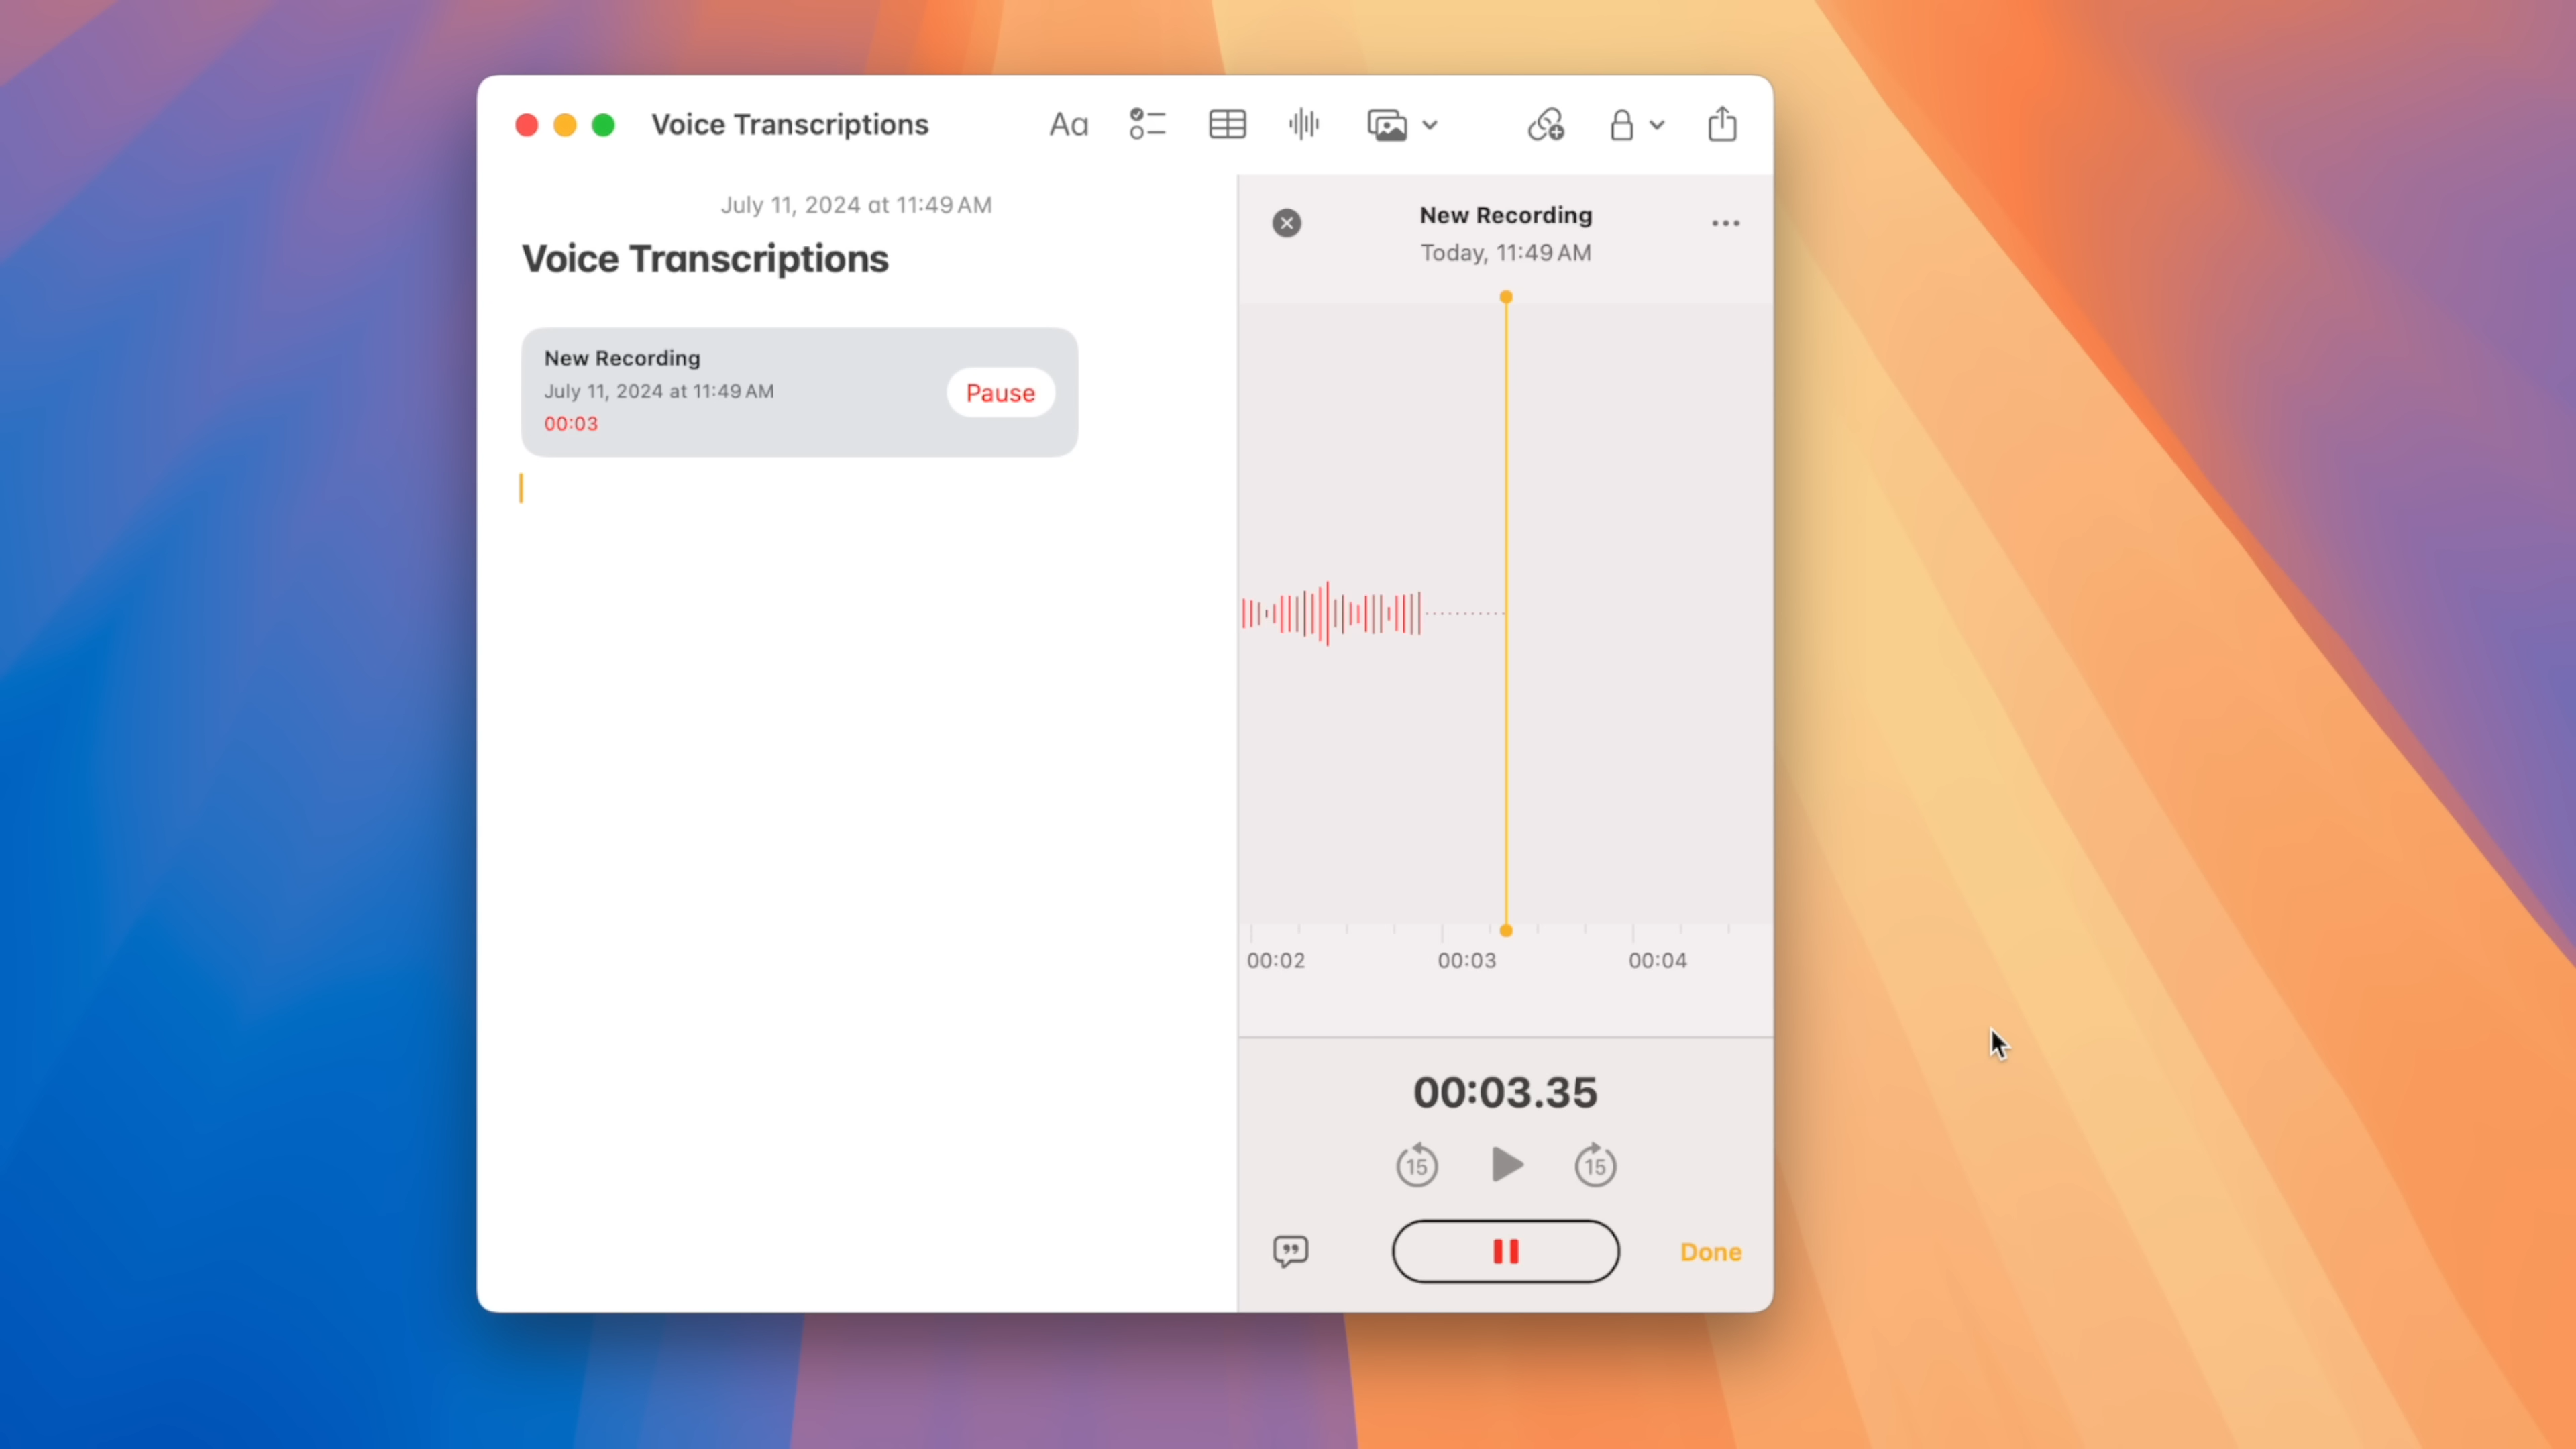 Voice Transcriptions
Aa
July 11, 2024 at 11:49 AM
Voice Transcriptions
New Recording
July 11, 2024 at 11:49 AM
00:03
Pause
New Recording
Today, 11:49 AM
00:02 00:03 00:04
00:03.35
15 15
Done